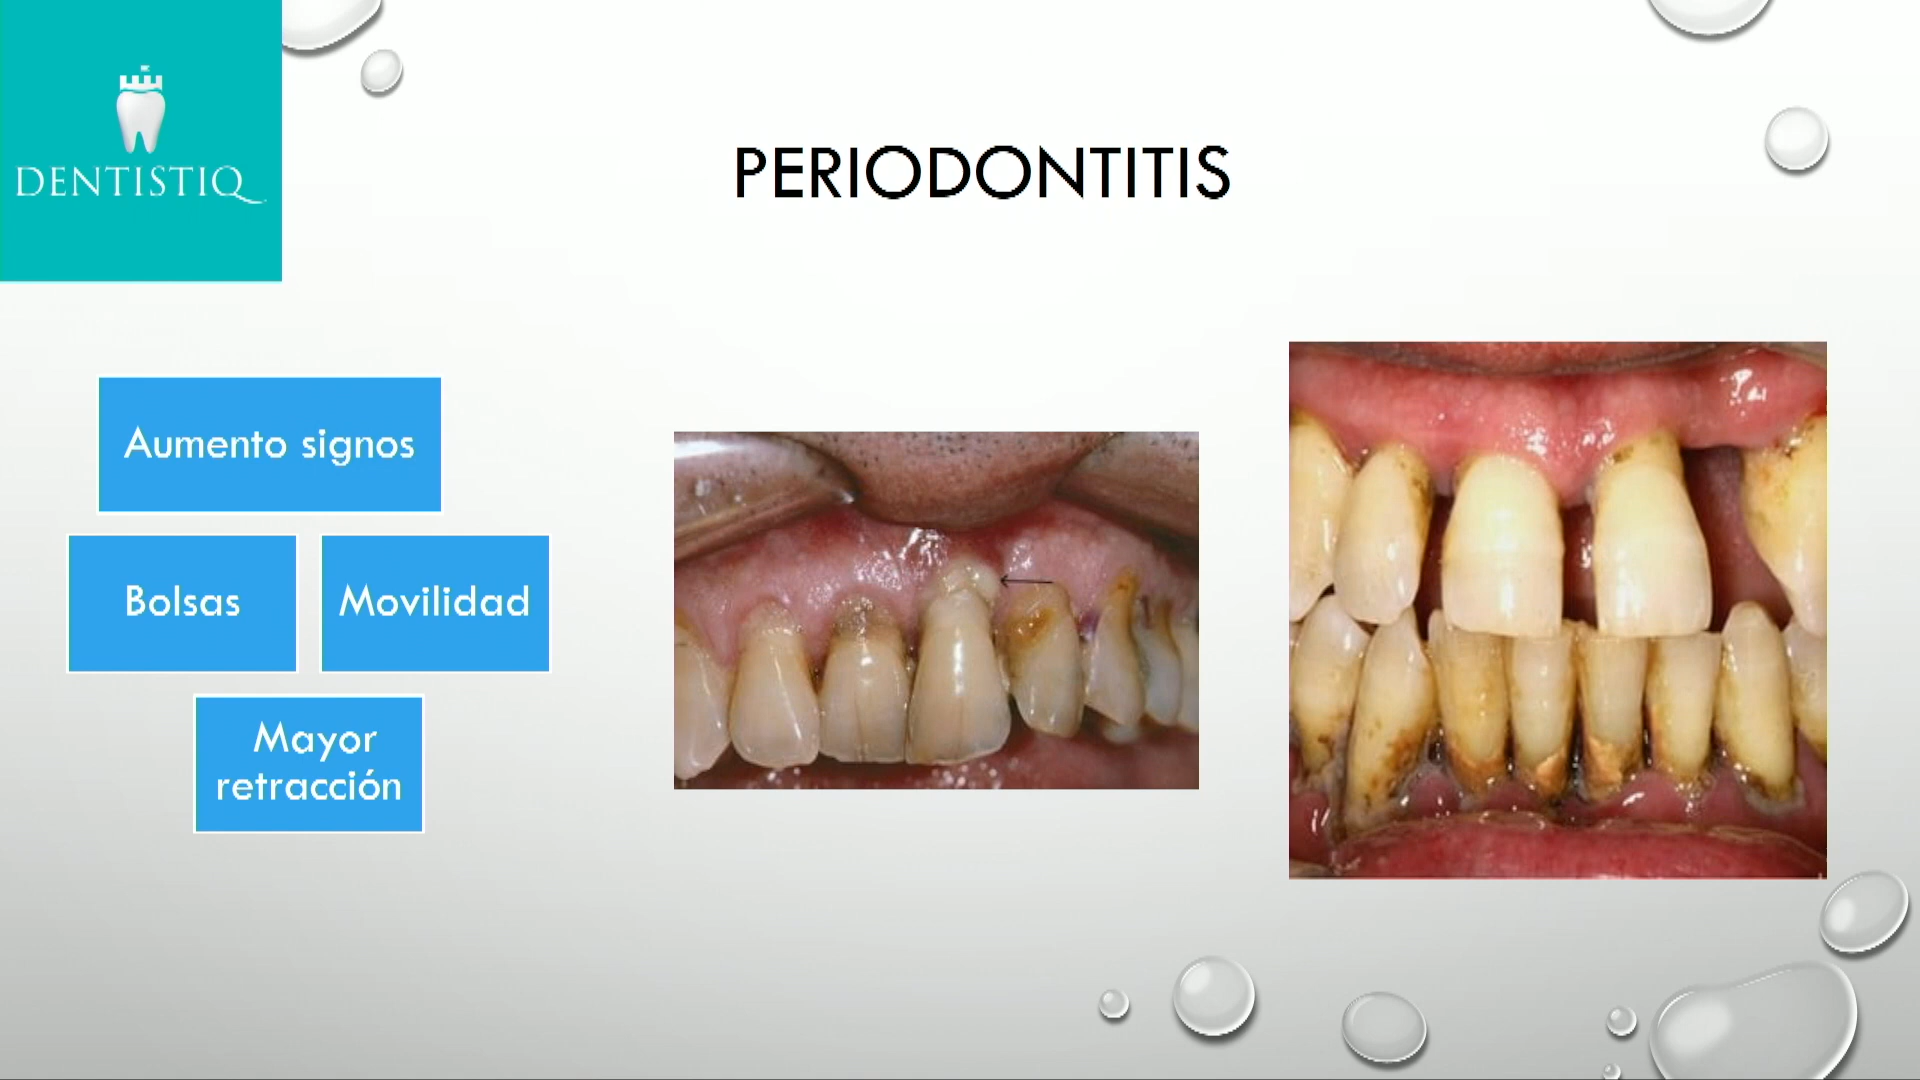 DENTISTIQ
PERIODONTITIS
Aumento signos
Bolsas
Movilidad
Mayor
retracción